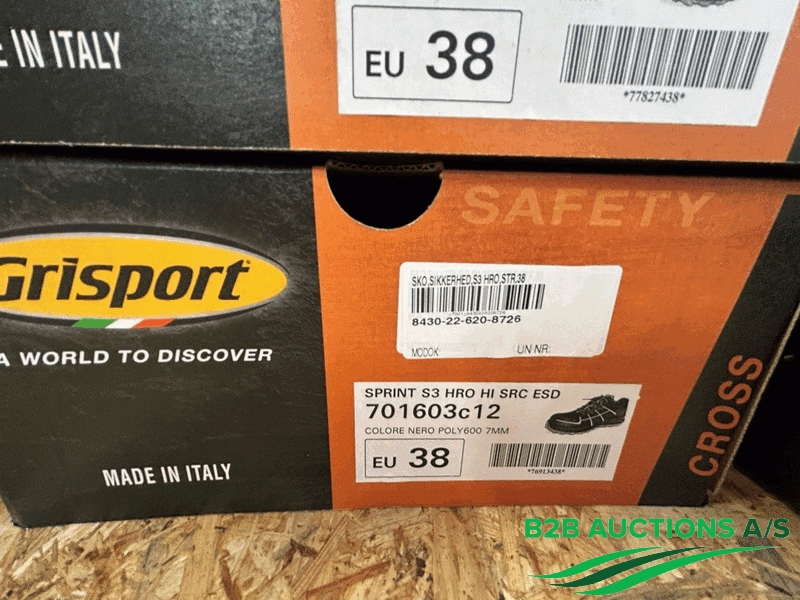 E IN ITALY
EU 38
*77827438*
SAFETY
Grisport
A WORLD TO DISCOVER
MADE IN ITALY
SKO,SIKKERHED,S3 HRO,STR.38
8430-22-620-8726
MODOK: UN NR:
SPRINT S3 HRO HI SRC ESD
701603c12
COLORE NERO POLY600 7MM
EU 38
*76913438*
CROSS
B2B AUCTIONS A/S